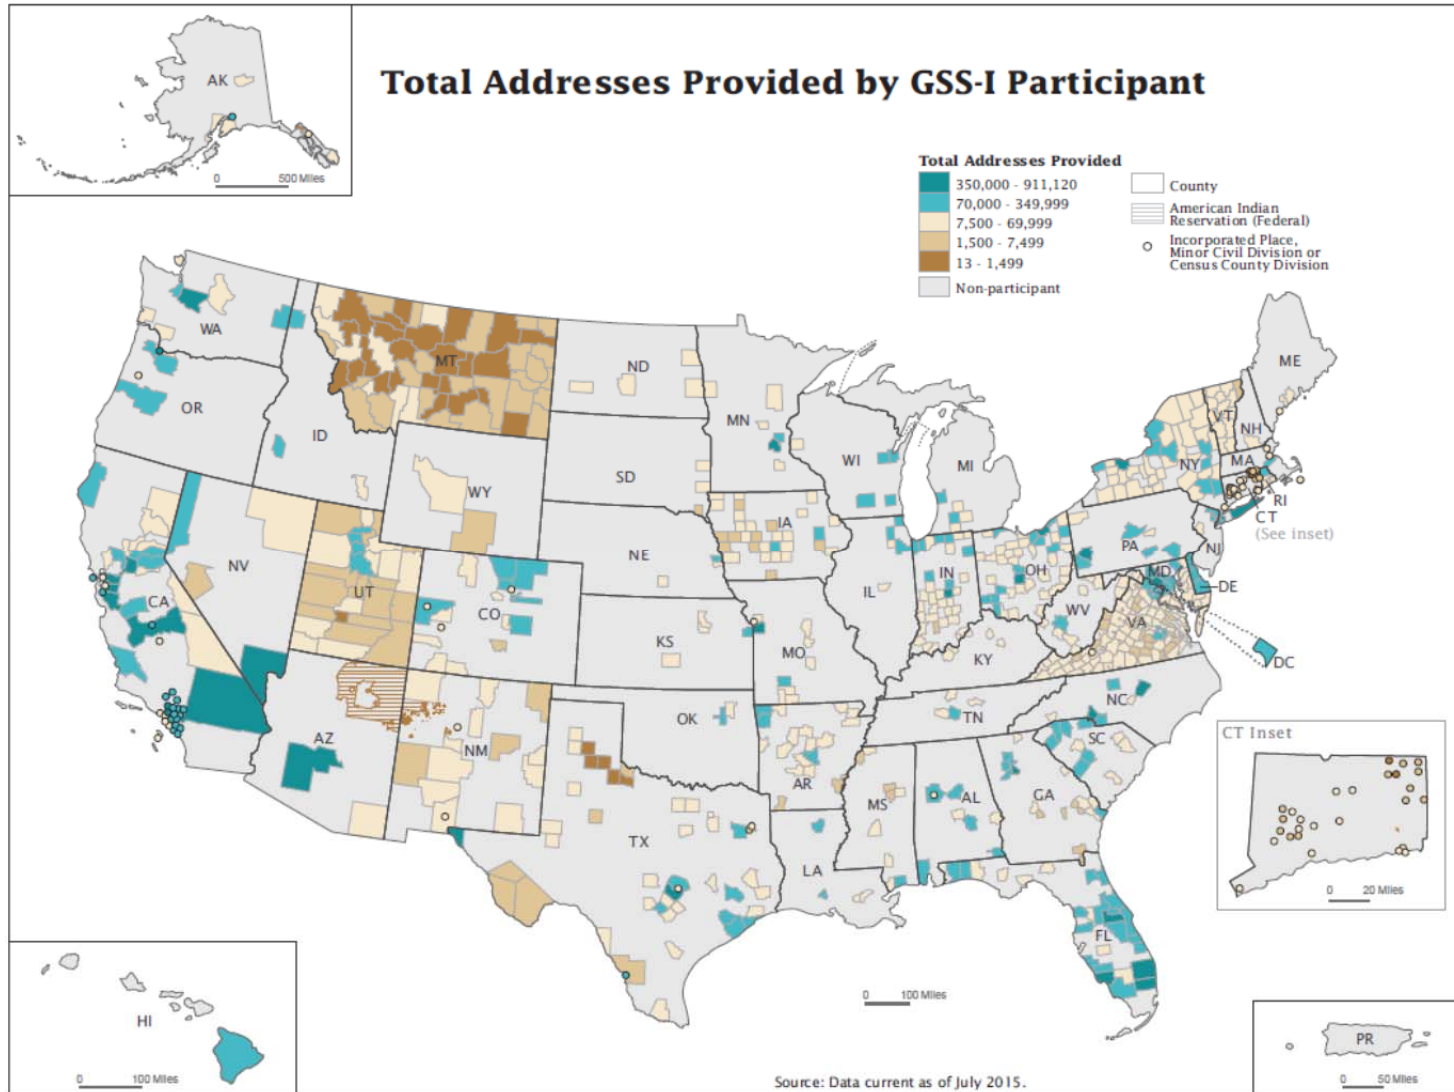 Total Addresses Provided by GSS-I Participant
AK
0 500 Miles
Total Addresses Provided
350,000 - 911,120
70,000 - 349,999
7,500 - 69,999
1,500 - 7,499
13 - 1,499
Non-participant
County
American Indian
Reservation (Federal)
Incorporated Place,
Minor Civil Division or
Census County Division
WA
OR
ID
MT
ND
MN
WI
MI
ME
VT
NH
NY
MA
RI
CT
(See inset)
WY
SD
IA
NE
NV
UT
CA
CO
KS
MO
IL
IN
OH
PA
NJ
MD
DE
WV
VA
DC
KY
AZ
NM
OK
AR
TN
NC
SC
MS
AL
GA
TX
LA
FL
0 100 Miles
CT Inset
0 20 Miles
HI
0 100 Miles
PR
0 50 Miles
Source: Data current as of July 2015.